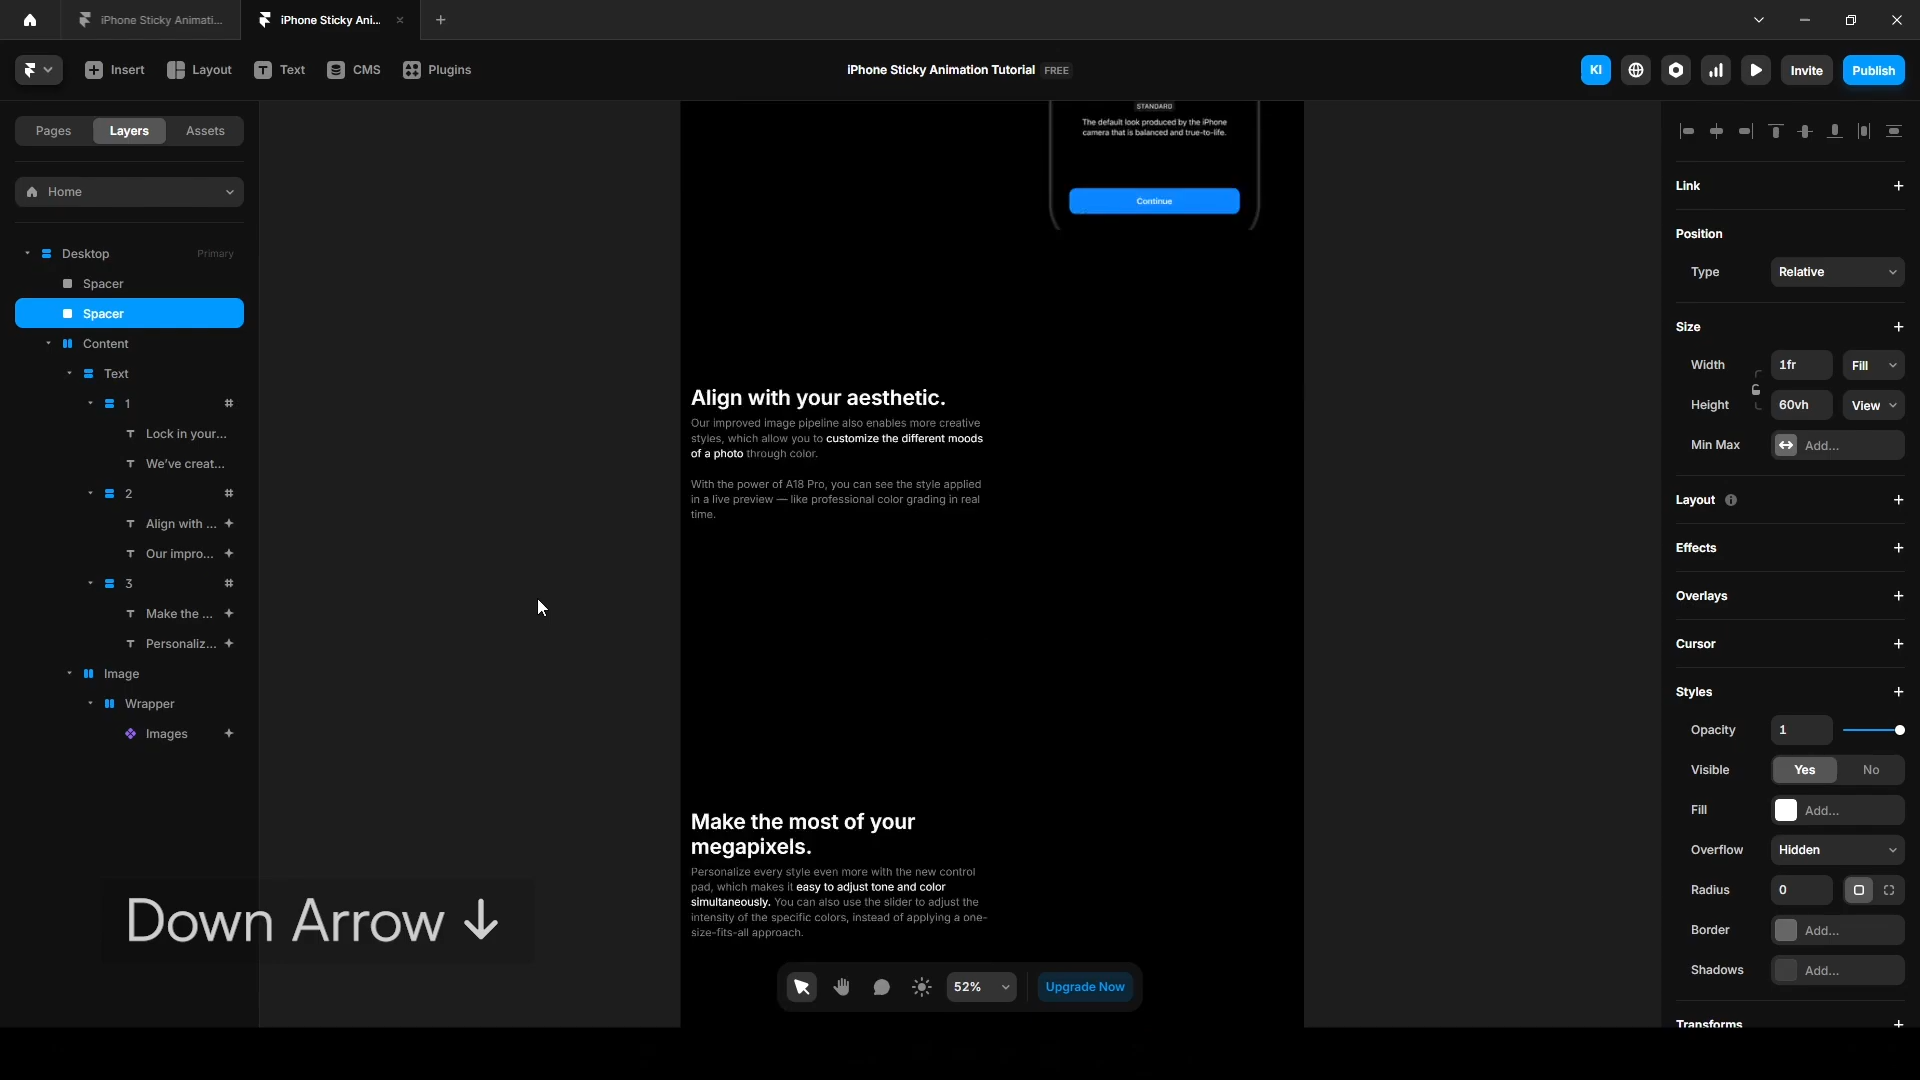 iPhone Sticky Animati...
iPhone Sticky Ani...
Insert
Layout
Text
CMS
Plugins
iPhone Sticky Animation Tutorial FREE
KI
Invite
Publish
Pages
Layers
Assets
Home
Desktop
Primary
Spacer
Spacer
Content
Text
1
Lock in your...
We've creat...
2
Align with ...
Our impro...
3
Make the ...
Personaliz...
Image
Wrapper
Images
STANDARD
The default look produced by the iPhone
camera that is balanced and true-to-life.
Continue
Align with your aesthetic.
Our improved image pipeline also enables more creative
styles, which allow you to customize the different moods
of a photo through color.
With the power of A18 Pro, you can see the style applied
in a live preview — like professional color grading in real
time.
Make the most of your
megapixels.
Personalize every style even more with the new control
pad, which makes it easy to adjust tone and color
simultaneously. You can also use the slider to adjust the
intensity of the specific colors, instead of applying a one-
size-fits-all approach.
Down Arrow ↓
52%
Upgrade Now
Link
Position
Type
Relative
Size
Width
1fr
Fill
Height
60vh
View
Min Max
Add...
Layout
Effects
Overlays
Cursor
Styles
Opacity
1
Visible
Yes
No
Fill
Add...
Overflow
Hidden
Radius
0
Border
Add...
Shadows
Add...
Transforms